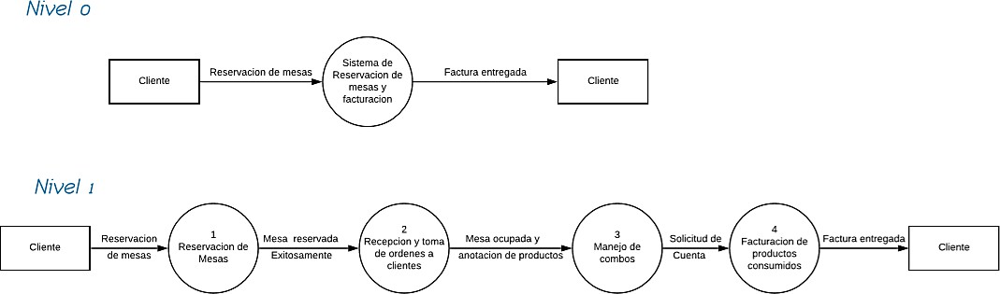 Nivel 0
Cliente
Reservacion de mesas
Sistema de
Reservacion de
mesas y
facturacion
Factura entregada
Cliente
Nivel 1
Cliente
Reservacion
de mesas
1
Reservacion de
Mesas
Mesa reservada
Exitosamente
2
Recepcion y toma
de ordenes a
clientes
Mesa ocupada y
anotacion de productos
3
Manejo de
combos
Solicitud de
Cuenta
4
Facturacion de
productos
consumidos
Factura entregada
Cliente